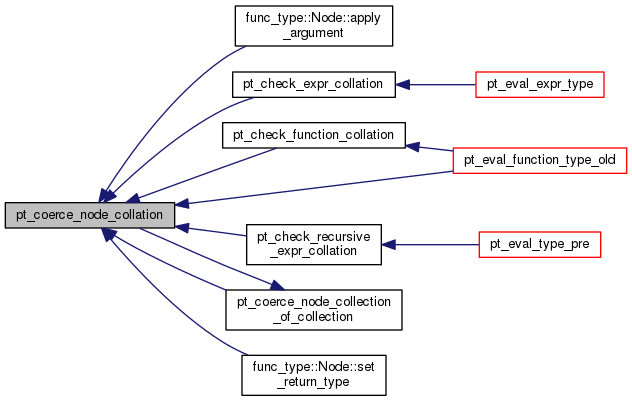 func_type::Node::apply
_argument
pt_check_expr_collation
pt_eval_expr_type
pt_check_function_collation
pt_eval_function_type_old
pt_coerce_node_collation
pt_check_recursive
_expr_collation
pt_eval_type_pre
pt_coerce_node_collection
_of_collection
func_type::Node::set
_return_type